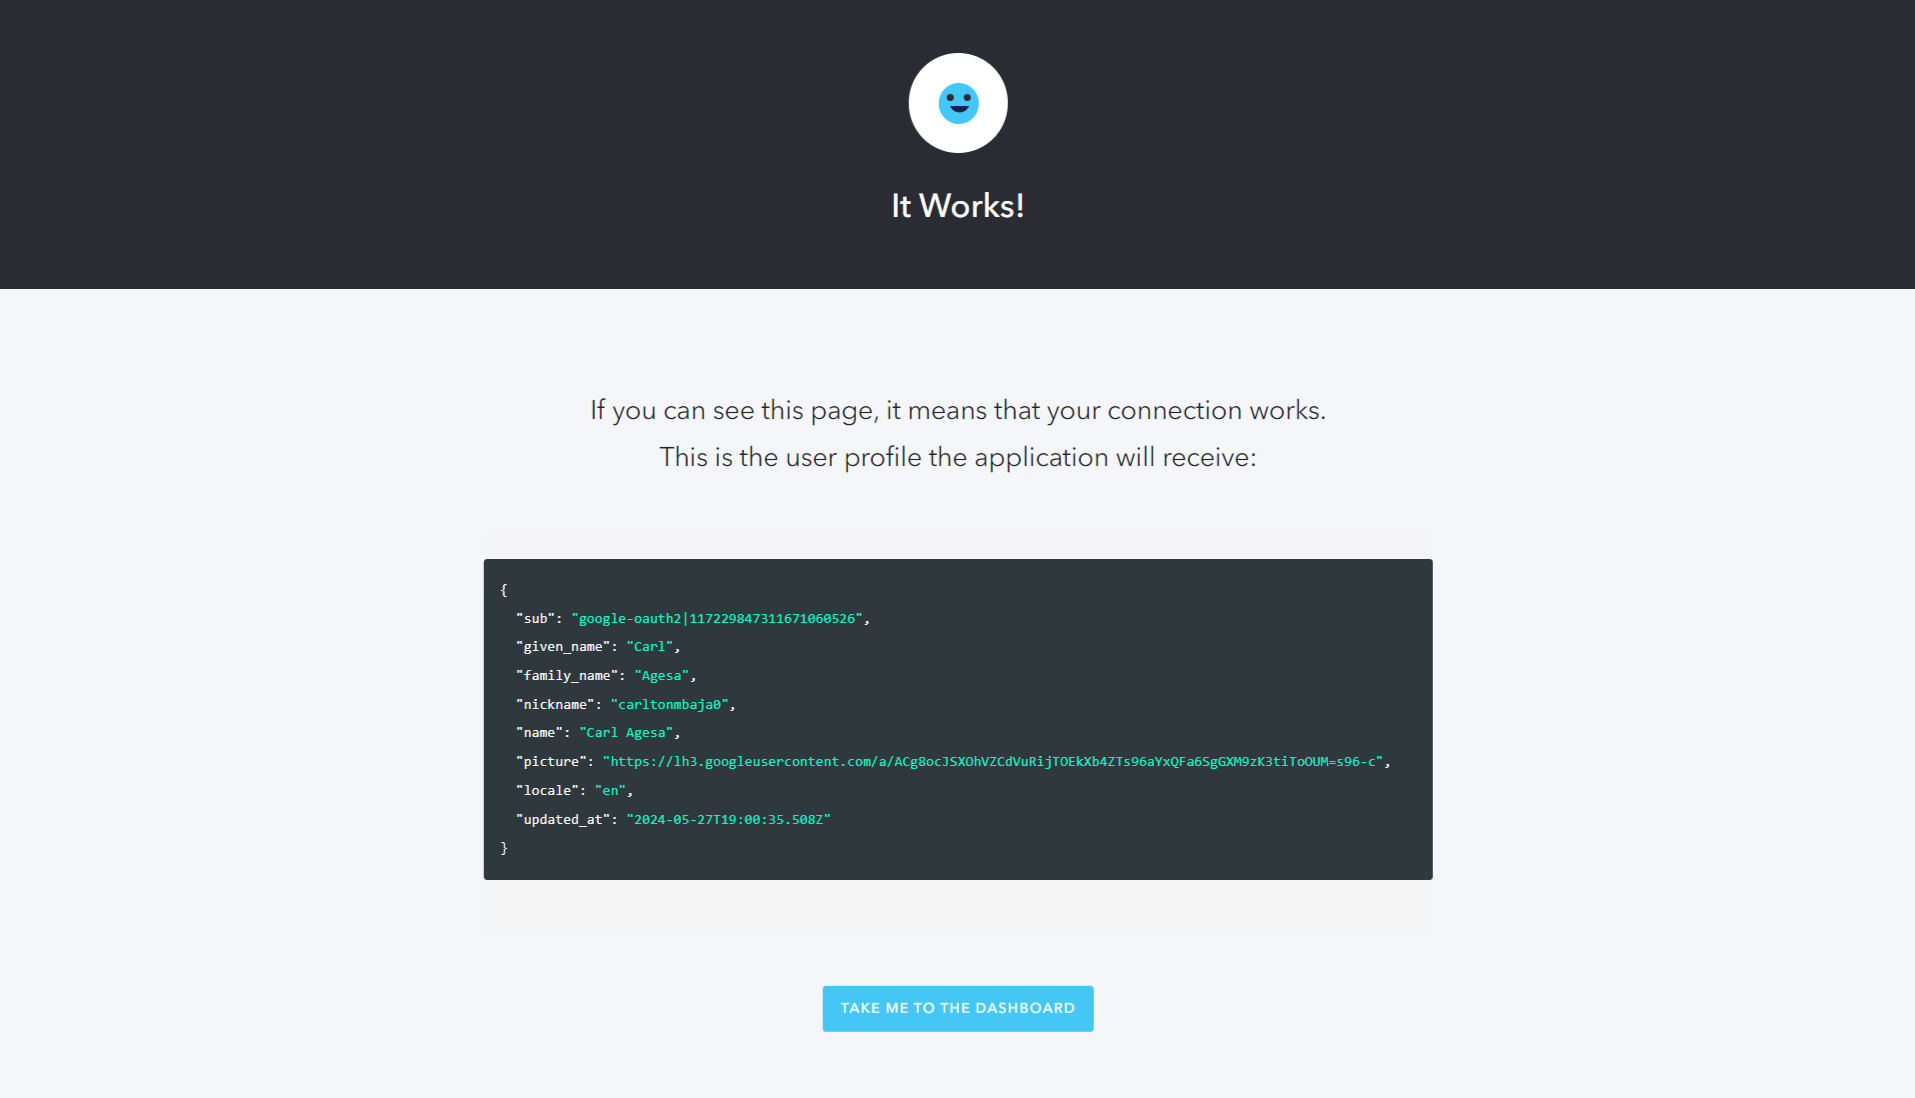 It Works!
If you can see this page, it means that your connection works.
This is the user profile the application will receive:
{
  "sub": "google-oauth2|117229847311671060526",
  "given_name": "Carl",
  "family_name": "Agesa",
  "nickname": "carltonmbaja0",
  "name": "Carl Agesa",
  "picture": "https://lh3.googleusercontent.com/a/ACg8ocJSXOhVZCdVuRijTOEkXb4ZTs96aYxQFa6SgGXM9zK3tiToOUM=s96-c",
  "locale": "en",
  "updated_at": "2024-05-27T19:00:35.508Z"
}
TAKE ME TO THE DASHBOARD